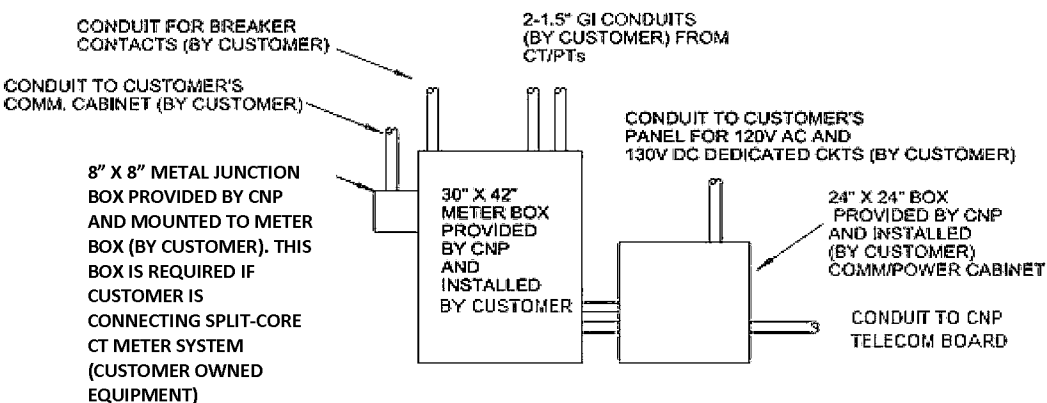 CONDUIT FOR BREAKER
CONTACTS (BY CUSTOMER)
2-1.5" GI CONDUITS
(BY CUSTOMER) FROM
CT/PTs
CONDUIT TO CUSTOMER'S
COMM. CABINET (BY CUSTOMER)
CONDUIT TO CUSTOMER'S
PANEL FOR 120V AC AND
130V DC DEDICATED CKTS (BY CUSTOMER)
8" X 8" METAL JUNCTION
BOX PROVIDED BY CNP
AND MOUNTED TO METER
BOX (BY CUSTOMER). THIS
BOX IS REQUIRED IF
CUSTOMER IS
CONNECTING SPLIT-CORE
CT METER SYSTEM
(CUSTOMER OWNED
EQUIPMENT)
30" X 42"
METER BOX
PROVIDED
BY CNP
AND
INSTALLED
BY CUSTOMER
24" X 24" BOX
PROVIDED BY CNP
AND INSTALLED
(BY CUSTOMER)
COMM/POWER CABINET
CONDUIT TO CNP
TELECOM BOARD